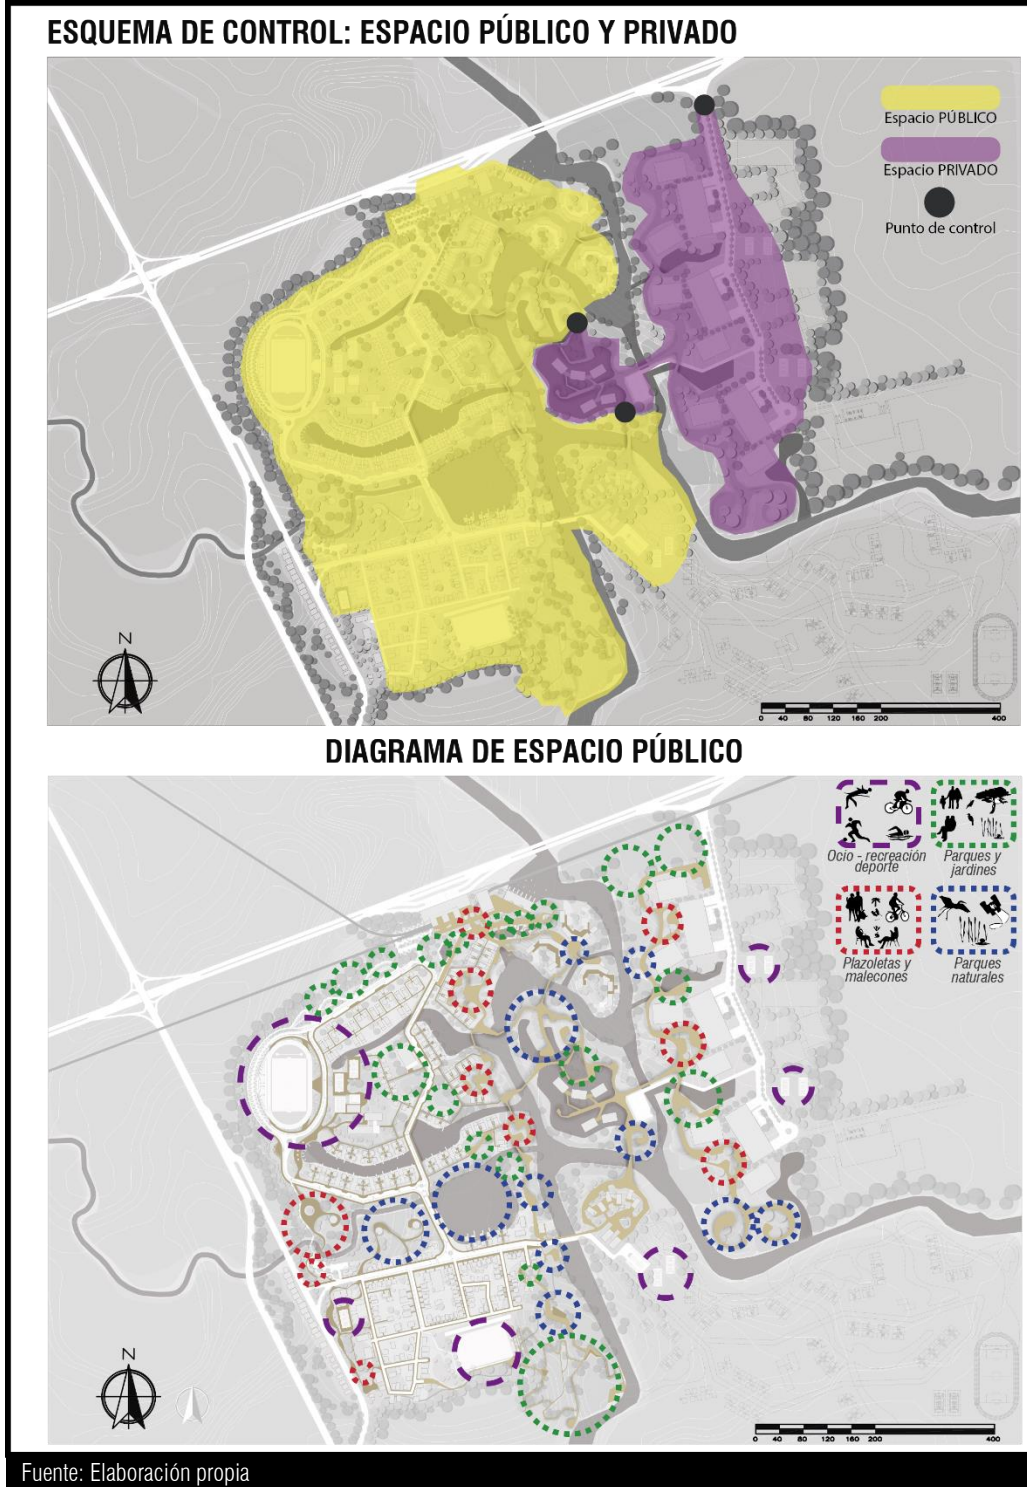 ESQUEMA DE CONTROL: ESPACIO PÚBLICO Y PRIVADO
Espacio PÚBLICO
Espacio PRIVADO
Punto de control
N
0 40 80 120 160 200 400
DIAGRAMA DE ESPACIO PÚBLICO
Ocio - recreación
deporte
Parques y
jardines
Plazoletas y
malecones
Parques
naturales
N
0 40 80 120 160 200 400
Fuente: Elaboración propia